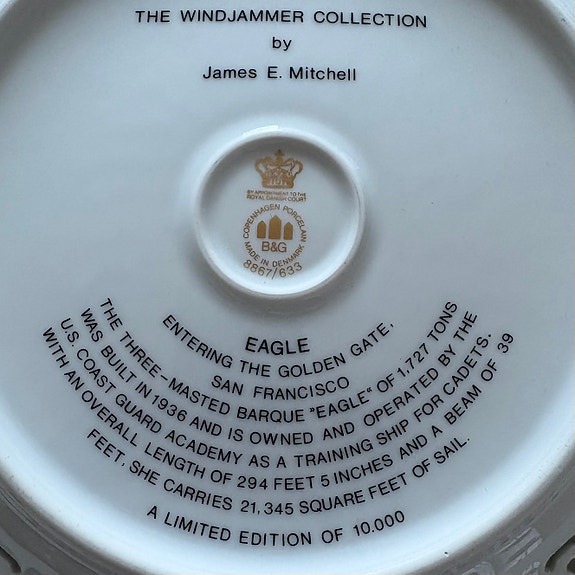 THE WINDJAMMER COLLECTION
by
James E. Mitchell
BY APPOINTMENT TO THE
ROYAL DANISH COURT
COPENHAGEN PORCELAIN
B&G
MADE IN DENMARK
8867/633
EAGLE
ENTERING THE GOLDEN GATE,
SAN FRANCISCO
THE THREE-MASTED BARQUE "EAGLE" OF 1,727 TONS
WAS BUILT IN 1936 AND IS OWNED AND OPERATED BY THE
U.S. COAST GUARD ACADEMY AS A TRAINING SHIP FOR CADETS,
WITH AN OVERALL LENGTH OF 294 FEET 5 INCHES AND A BEAM OF 39
FEET, SHE CARRIES 21,345 SQUARE FEET OF SAIL.
A LIMITED EDITION OF 10.000